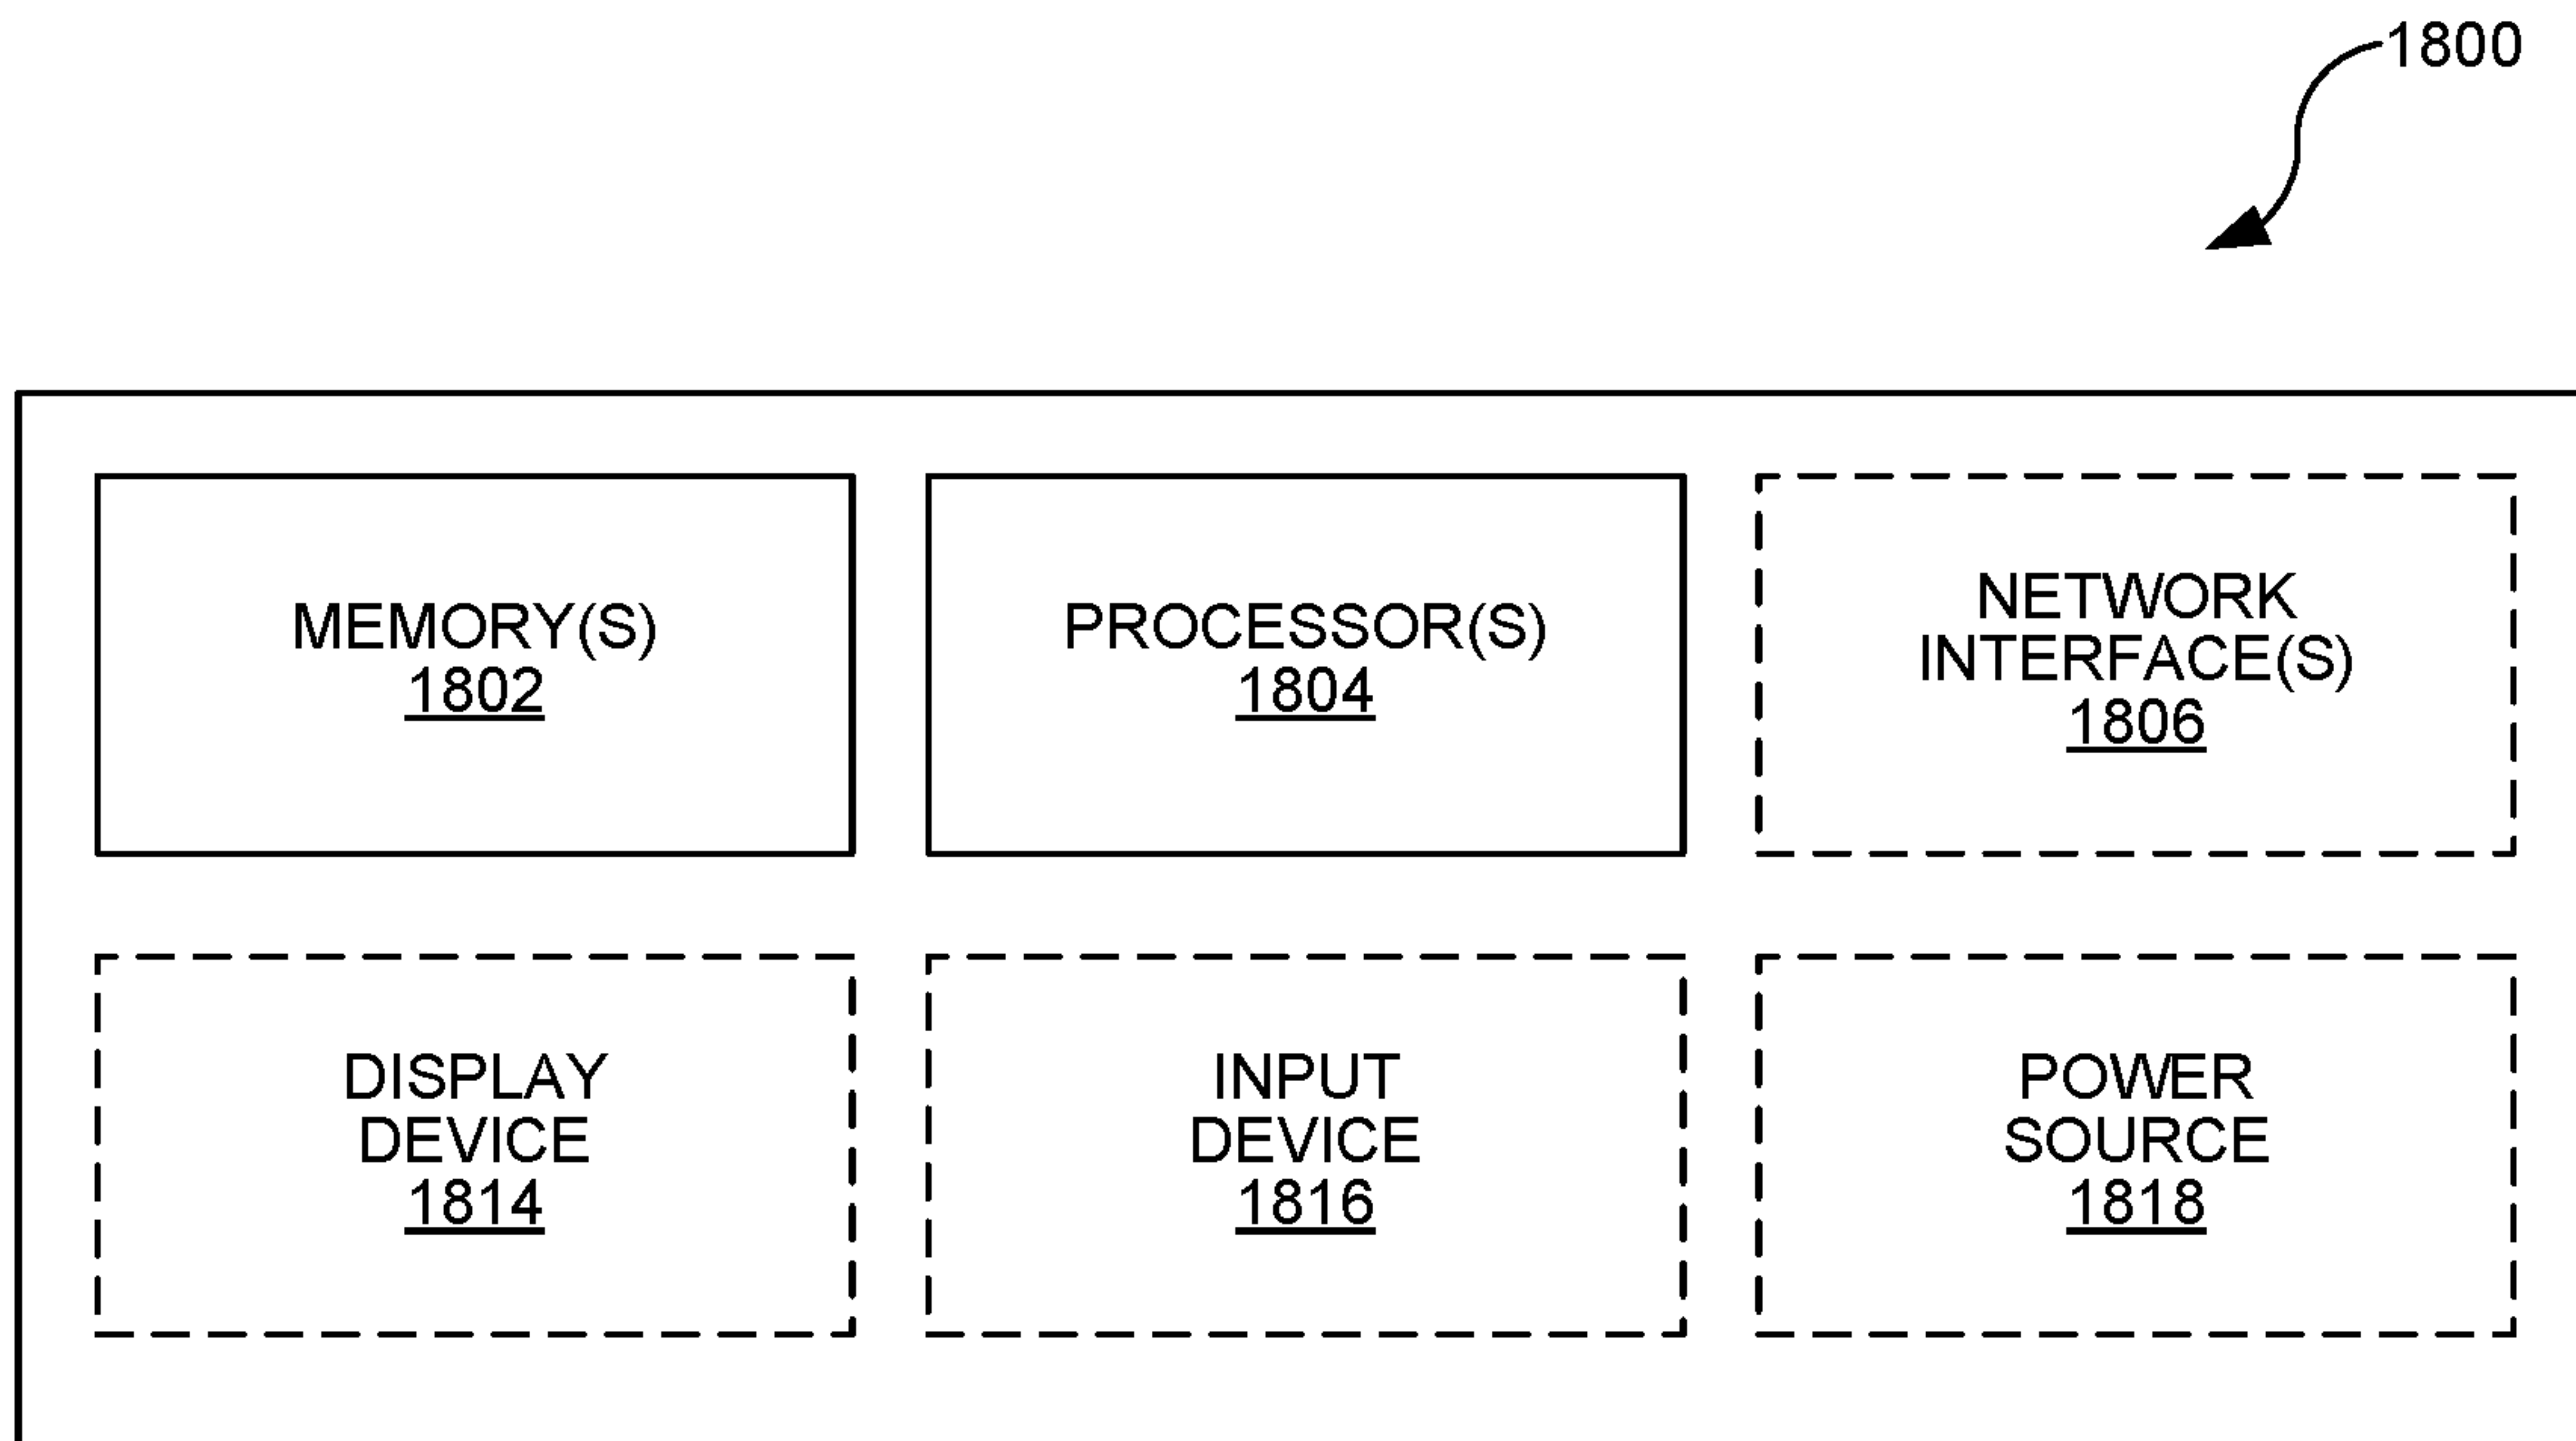 1800
MEMORY(S)
1802
PROCESSOR(S)
1804
NETWORK
INTERFACE(S)
1806
DISPLAY
DEVICE
1814
INPUT
DEVICE
1816
POWER
SOURCE
1818